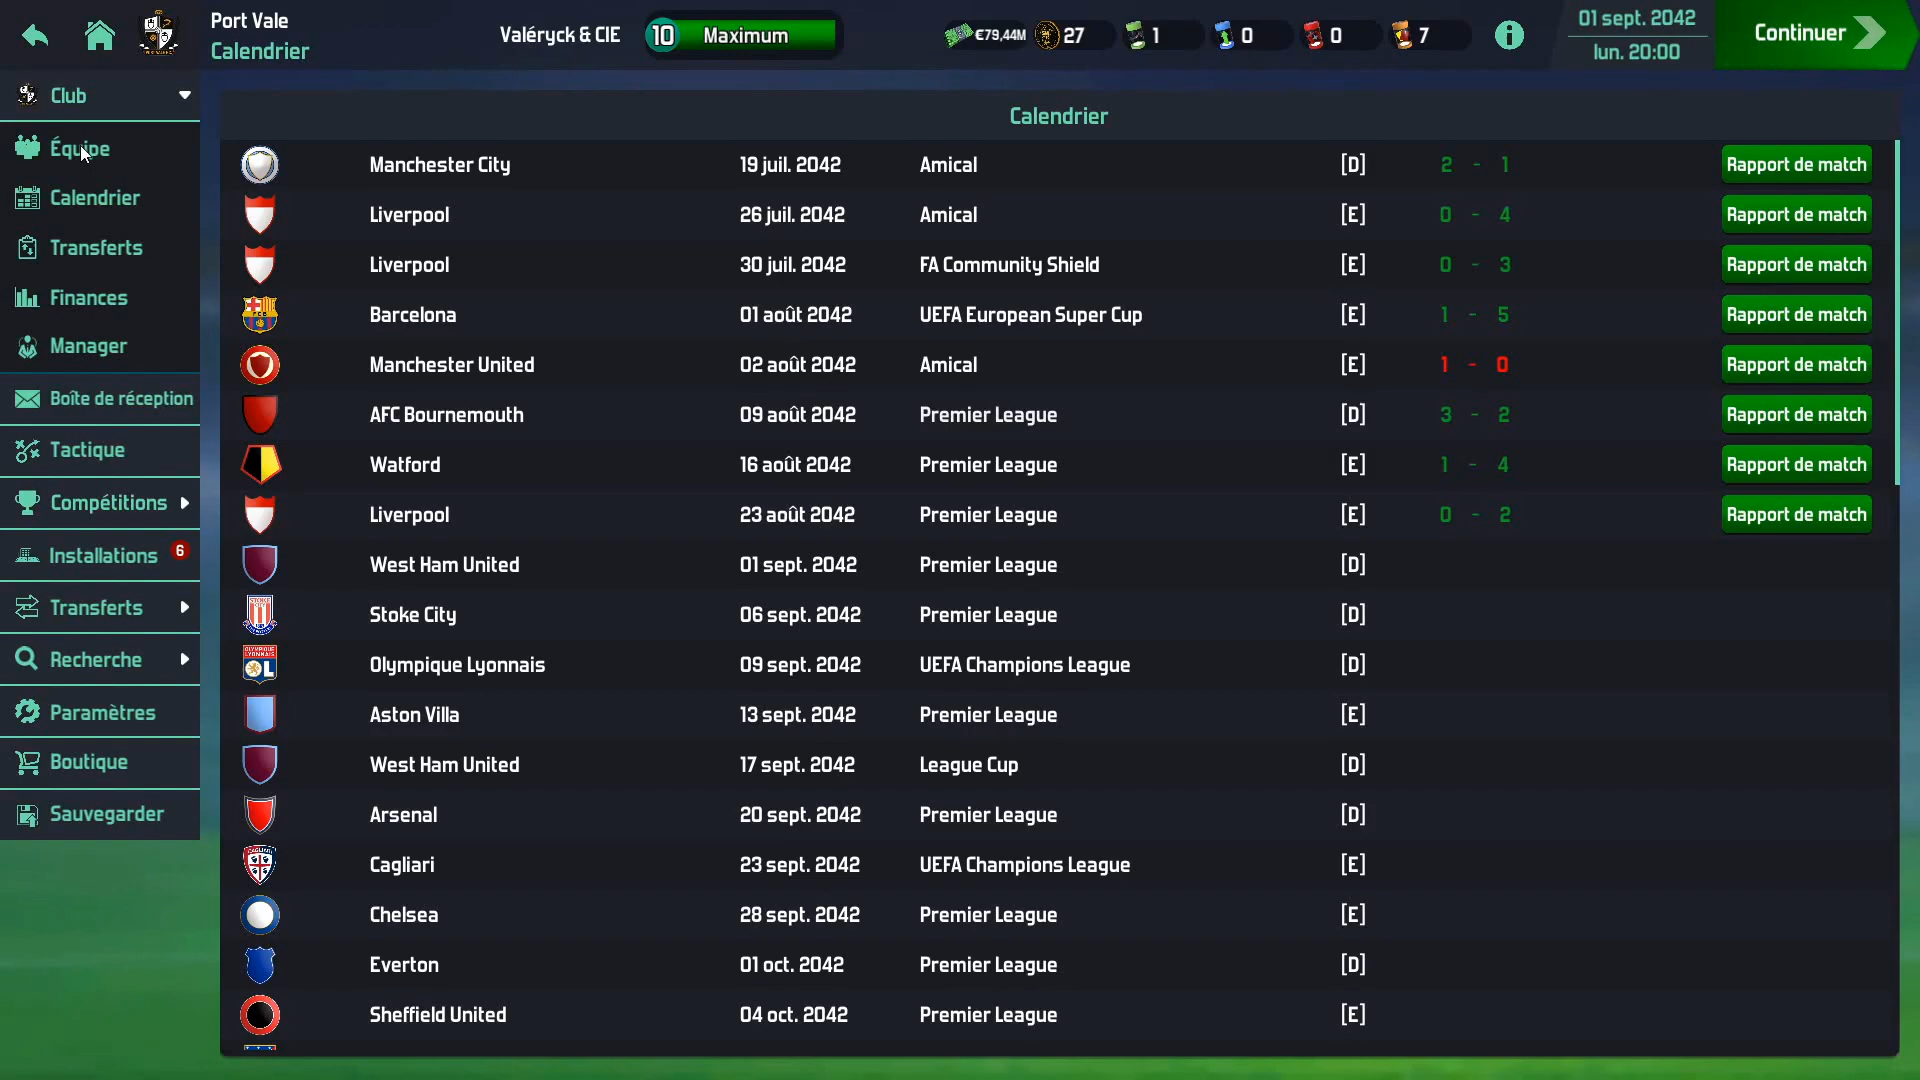 Port Vale
Calendrier
Valéryck & CIE
10 Maximum
€79,44M 27 1 0 0 7
01 sept. 2042
lun. 20:00
Continuer
Club
Équipe
Calendrier
Transferts
Finances
Manager
Boîte de réception
Tactique
Compétitions
Installations 6
Transferts
Recherche
Paramètres
Boutique
Sauvegarder
Calendrier
Manchester City 19 juil. 2042 Amical [D] 2 - 1 Rapport de match
Liverpool 26 juil. 2042 Amical [E] 0 - 4 Rapport de match
Liverpool 30 juil. 2042 FA Community Shield [E] 0 - 3 Rapport de match
Barcelona 01 août 2042 UEFA European Super Cup [E] 1 - 5 Rapport de match
Manchester United 02 août 2042 Amical [E] 1 - 0 Rapport de match
AFC Bournemouth 09 août 2042 Premier League [D] 3 - 2 Rapport de match
Watford 16 août 2042 Premier League [E] 1 - 4 Rapport de match
Liverpool 23 août 2042 Premier League [E] 0 - 2 Rapport de match
West Ham United 01 sept. 2042 Premier League [D]
Stoke City 06 sept. 2042 Premier League [D]
Olympique Lyonnais 09 sept. 2042 UEFA Champions League [D]
Aston Villa 13 sept. 2042 Premier League [E]
West Ham United 17 sept. 2042 League Cup [D]
Arsenal 20 sept. 2042 Premier League [D]
Cagliari 23 sept. 2042 UEFA Champions League [E]
Chelsea 28 sept. 2042 Premier League [E]
Everton 01 oct. 2042 Premier League [D]
Sheffield United 04 oct. 2042 Premier League [E]